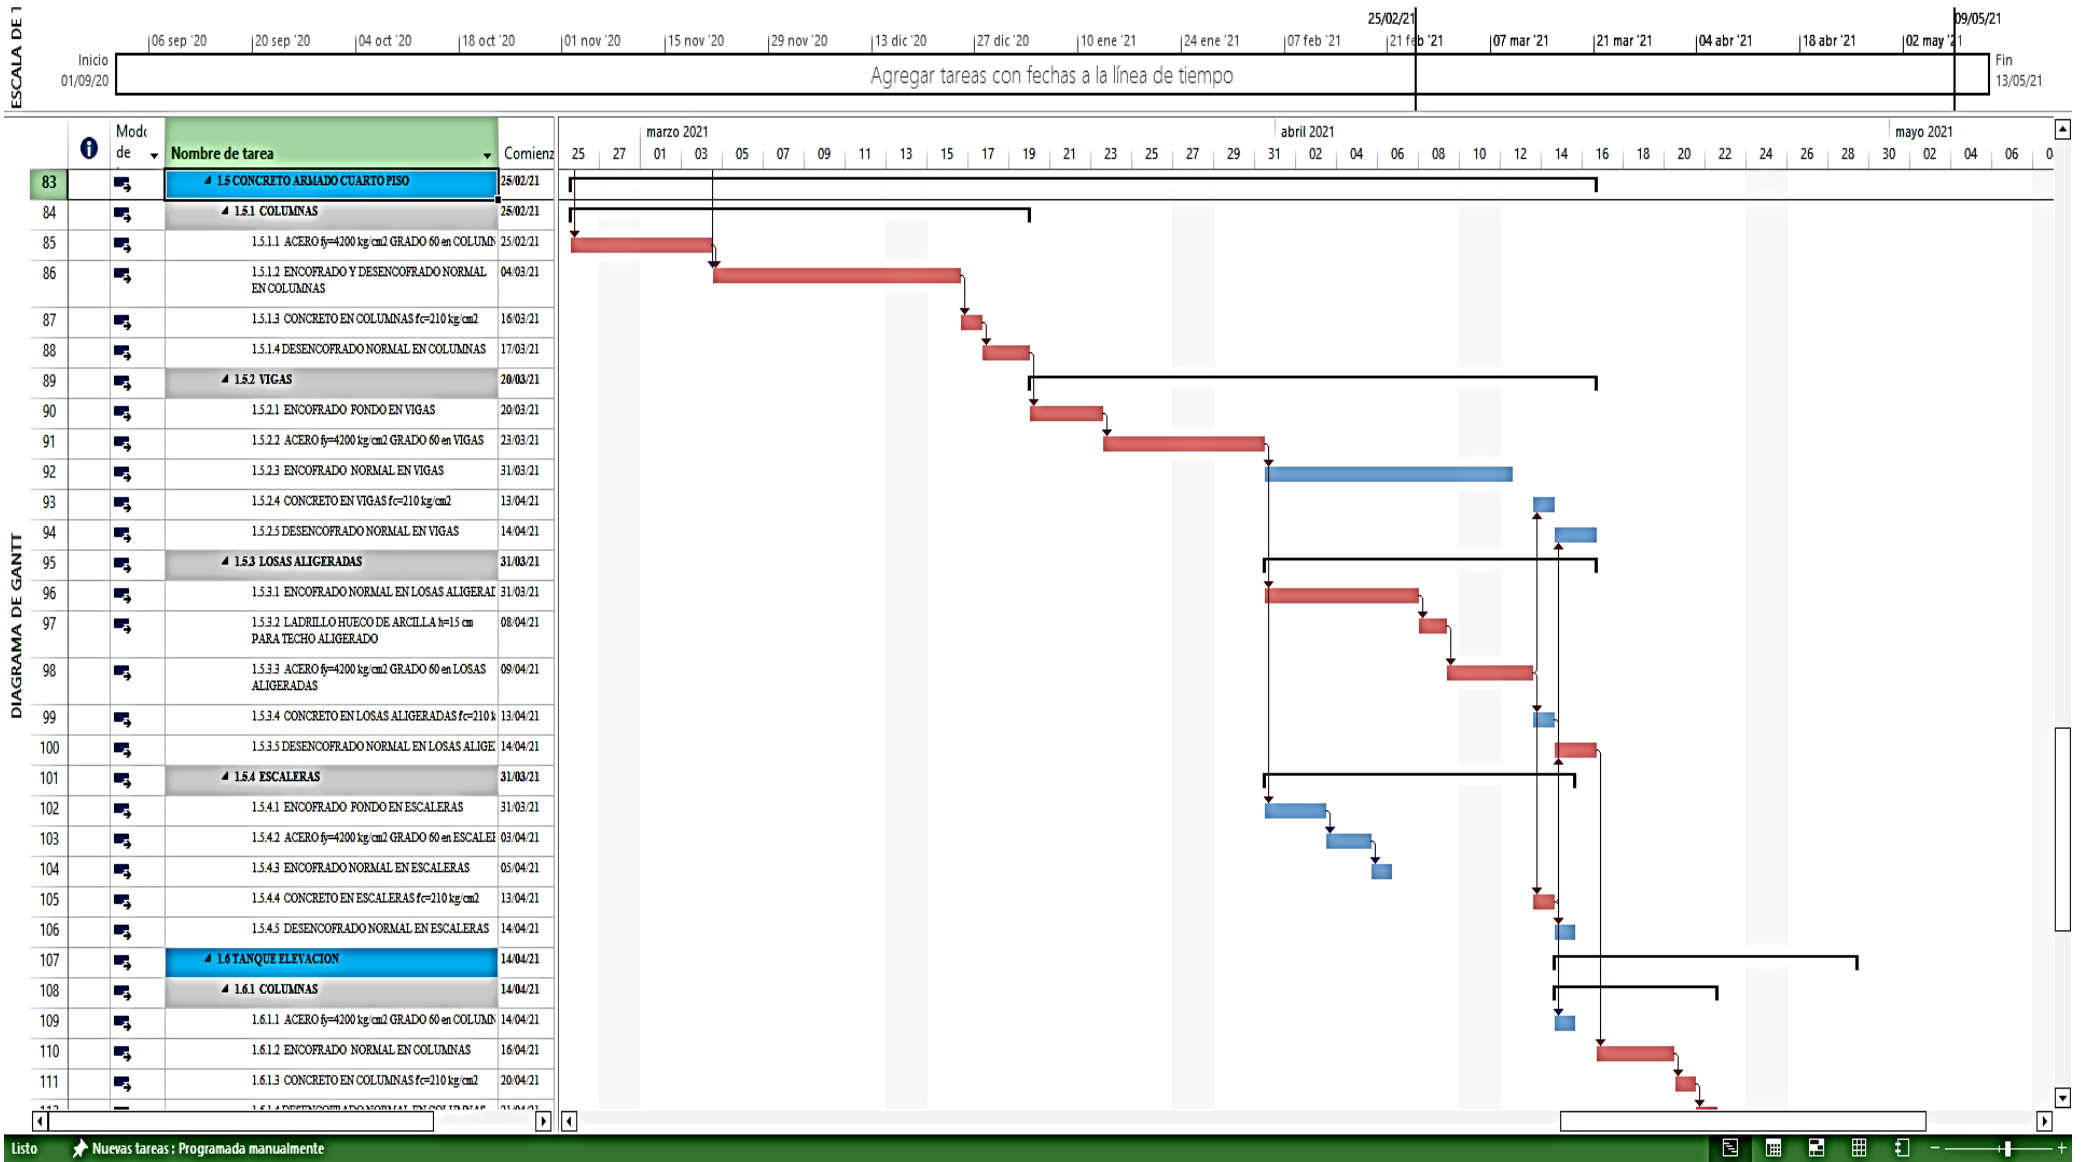 ESCALA DE T
25/02/21
09/05/21
06 sep '20
20 sep '20
04 oct '20
18 oct '20
01 nov '20
15 nov '20
29 nov '20
13 dic '20
27 dic '20
10 ene '21
24 ene '21
07 feb '21
21 feb '21
07 mar '21
21 mar '21
04 abr '21
18 abr '21
02 may '21
Inicio
01/09/20
Agregar tareas con fechas a la línea de tiempo
Fin
13/05/21
DIAGRAMA DE GANTT
Modo de
Nombre de tarea
Comienz
marzo 2021
abril 2021
mayo 2021
25 27 01 03 05 07 09 11 13 15 17 19 21 23 25 27 29 31 02 04 06 08 10 12 14 16 18 20 22 24 26 28 30 02 04 06
83 1.5 CONCRETO ARMADO CUARTO PISO 25/02/21
84 1.5.1 COLUMNAS 25/02/21
85 1.5.1.1 ACERO fy=4200 kg/cm2 GRADO 60 en COLUMN 25/02/21
86 1.5.1.2 ENCOFRADO Y DESENCOFRADO NORMAL 04/03/21
EN COLUMNAS
87 1.5.1.3 CONCRETO EN COLUMNAS fc=210 kg/cm2 16/03/21
88 1.5.1.4 DESENCOFRADO NORMAL EN COLUMNAS 17/03/21
89 1.5.2 VIGAS 20/03/21
90 1.5.2.1 ENCOFRADO FONDO EN VIGAS 20/03/21
91 1.5.2.2 ACERO fy=4200 kg/cm2 GRADO 60 en VIGAS 23/03/21
92 1.5.2.3 ENCOFRADO NORMAL EN VIGAS 31/03/21
93 1.5.2.4 CONCRETO EN VIGAS fc=210 kg/cm2 13/04/21
94 1.5.2.5 DESENCOFRADO NORMAL EN VIGAS 14/04/21
95 1.5.3 LOSAS ALIGERADAS 31/03/21
96 1.5.3.1 ENCOFRADO NORMAL EN LOSAS ALIGERAD 31/03/21
97 1.5.3.2 LADRILLO HUECO DE ARCILLA h=15 cm 08/04/21
PARA TECHO ALIGERADO
98 1.5.3.3 ACERO fy=4200 kg/cm2 GRADO 60 en LOSAS 09/04/21
ALIGERADAS
99 1.5.3.4 CONCRETO EN LOSAS ALIGERADAS fc=210 k 13/04/21
100 1.5.3.5 DESENCOFRADO NORMAL EN LOSAS ALIGE 14/04/21
101 1.5.4 ESCALERAS 31/03/21
102 1.5.4.1 ENCOFRADO FONDO EN ESCALERAS 31/03/21
103 1.5.4.2 ACERO fy=4200 kg/cm2 GRADO 60 en ESCALER 03/04/21
104 1.5.4.3 ENCOFRADO NORMAL EN ESCALERAS 05/04/21
105 1.5.4.4 CONCRETO EN ESCALERAS fc=210 kg/cm2 13/04/21
106 1.5.4.5 DESENCOFRADO NORMAL EN ESCALERAS 14/04/21
107 1.6 TANQUE ELEVACION 14/04/21
108 1.6.1 COLUMNAS 14/04/21
109 1.6.1.1 ACERO fy=4200 kg/cm2 GRADO 60 en COLUMN 14/04/21
110 1.6.1.2 ENCOFRADO NORMAL EN COLUMNAS 16/04/21
111 1.6.1.3 CONCRETO EN COLUMNAS fc=210 kg/cm2 20/04/21
112 1.6.1.4 DESENCOFRADO NORMAL EN COLUMNAS 21/04/21
Listo
Nuevas tareas : Programada manualmente